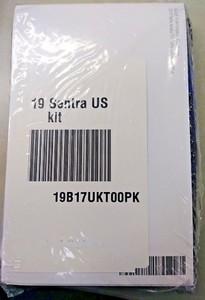 19 Sentra US
kit
19B17UKT00PK